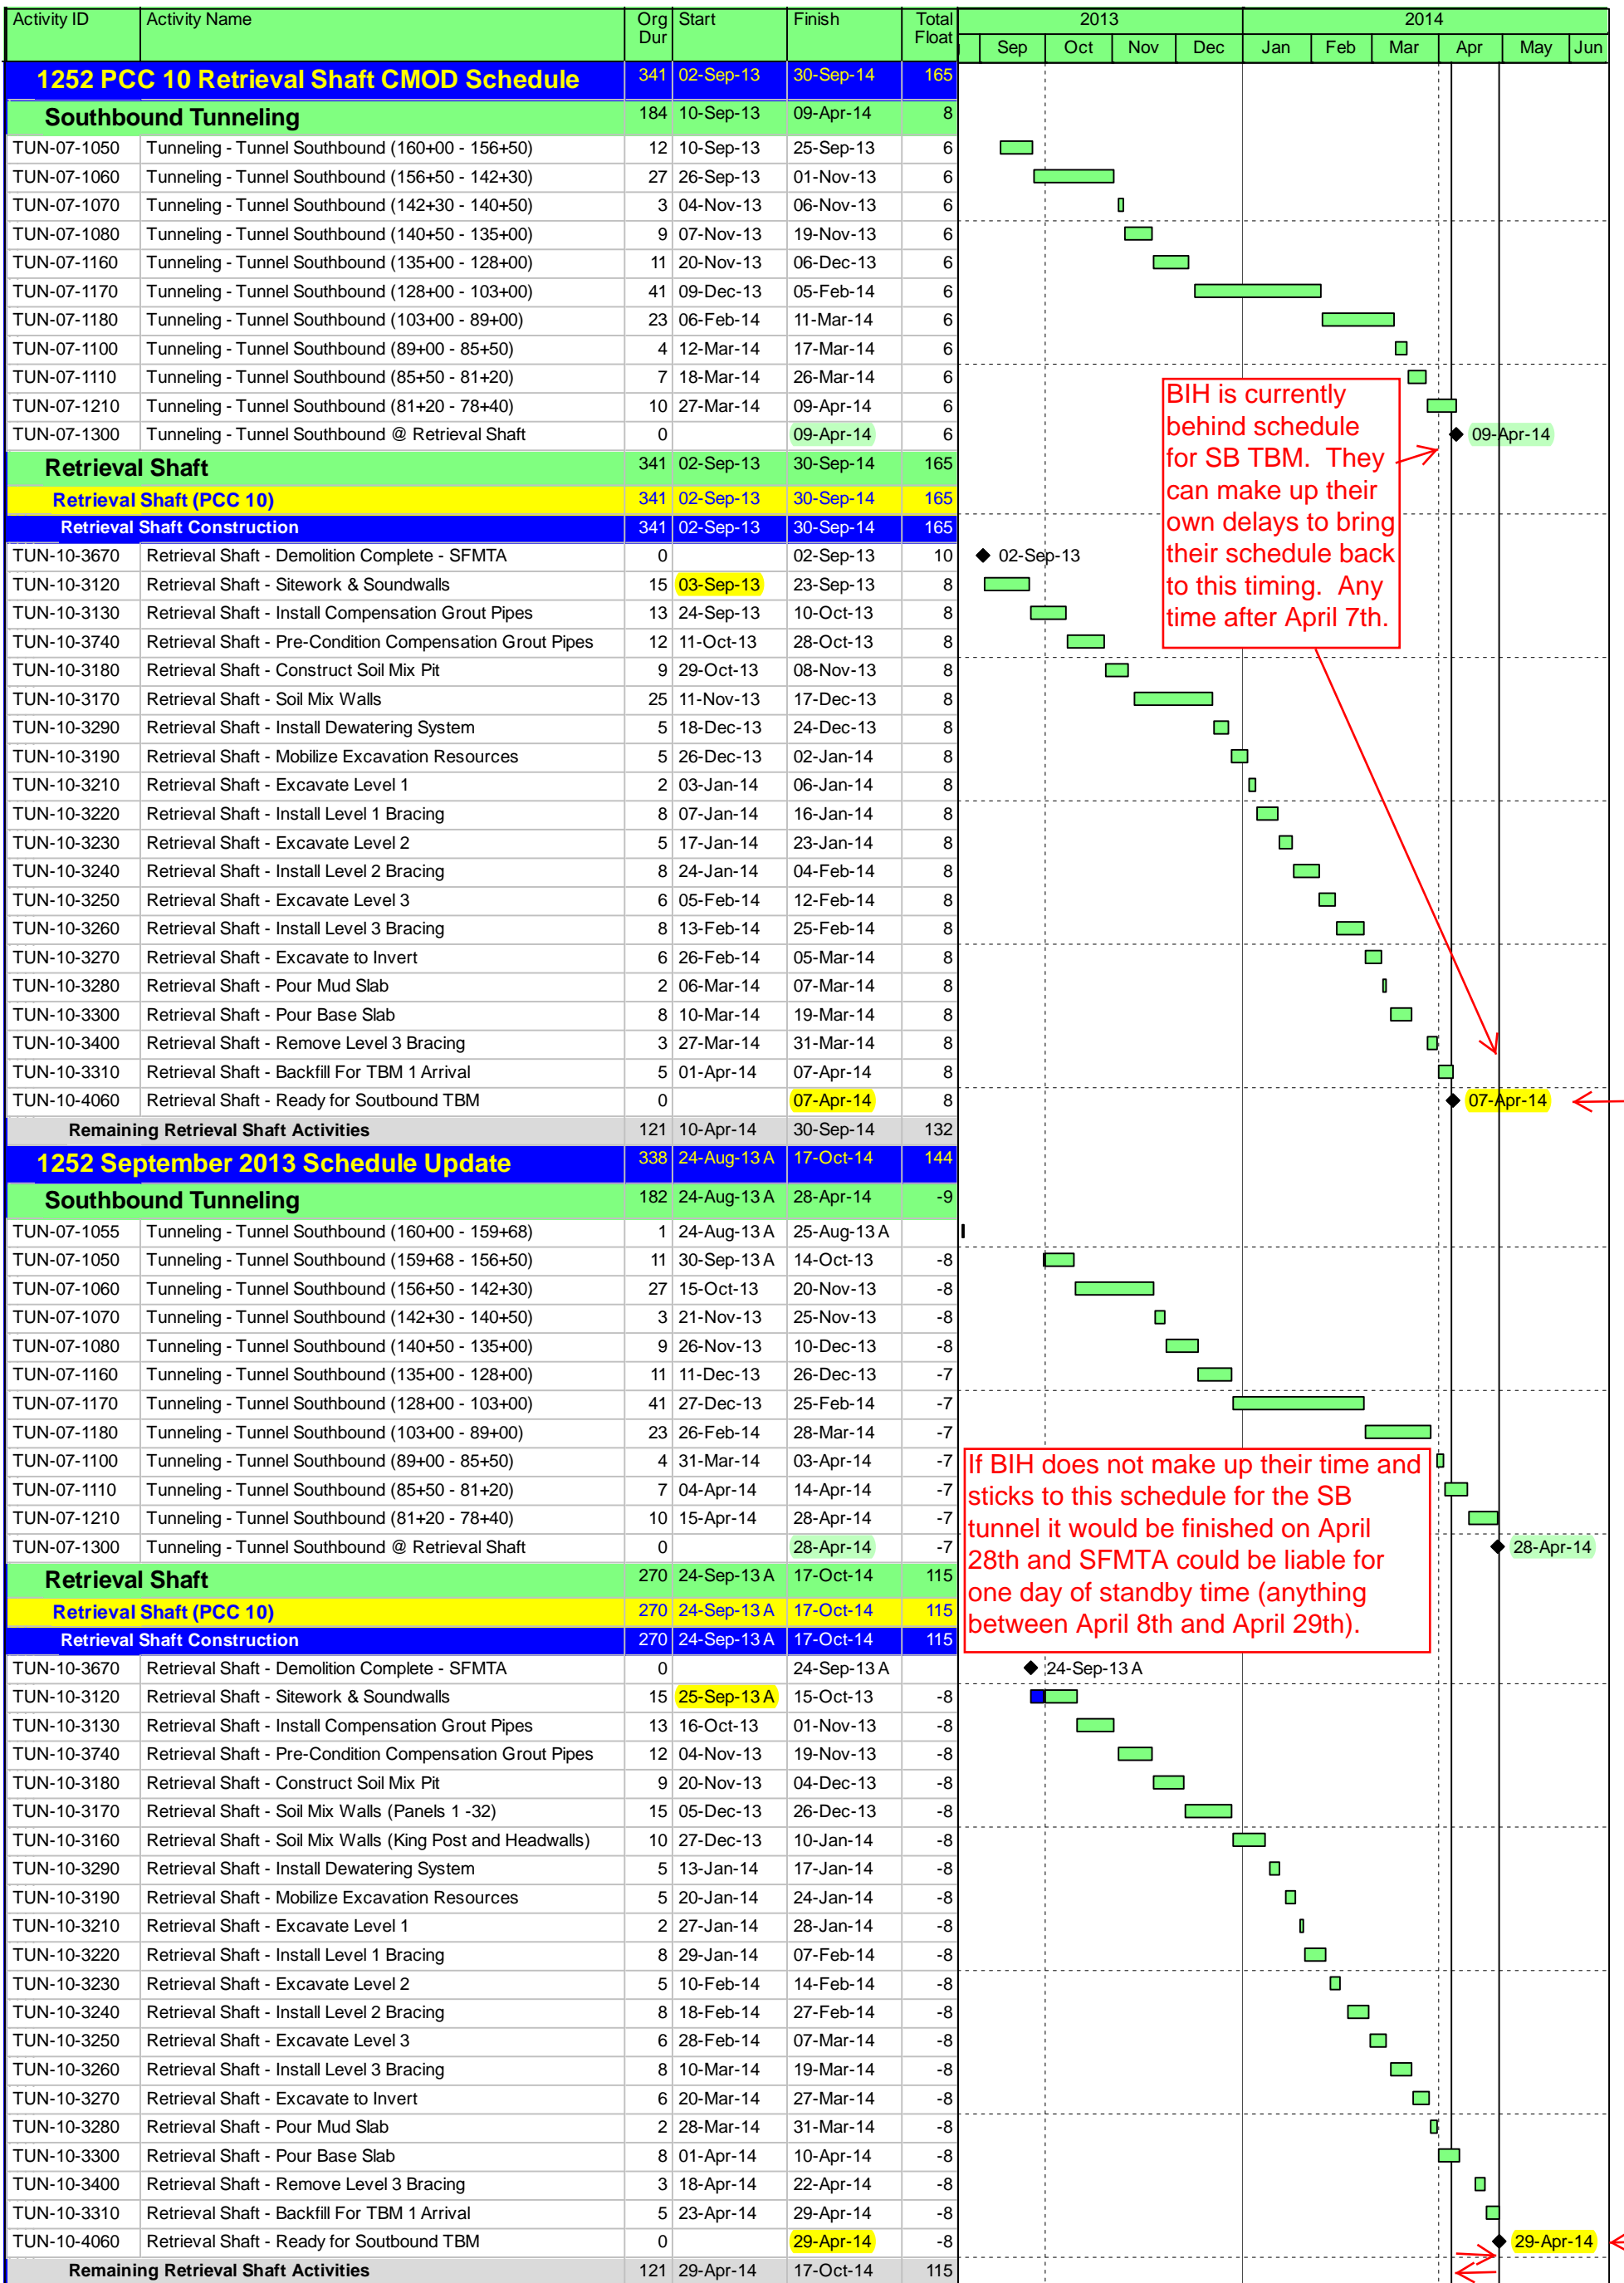 Activity ID Activity Name Org Dur Start Finish Total Float 2013 2014
Sep Oct Nov Dec Jan Feb Mar Apr May Jun
1252 PCC 10 Retrieval Shaft CMOD Schedule 341 02-Sep-13 30-Sep-14 165
Southbound Tunneling 184 10-Sep-13 09-Apr-14 8
TUN-07-1050 Tunneling - Tunnel Southbound (160+00 - 156+50) 12 10-Sep-13 25-Sep-13 6
TUN-07-1060 Tunneling - Tunnel Southbound (156+50 - 142+30) 27 26-Sep-13 01-Nov-13 6
TUN-07-1070 Tunneling - Tunnel Southbound (142+30 - 140+50) 3 04-Nov-13 06-Nov-13 6
TUN-07-1080 Tunneling - Tunnel Southbound (140+50 - 135+00) 9 07-Nov-13 19-Nov-13 6
TUN-07-1160 Tunneling - Tunnel Southbound (135+00 - 128+00) 11 20-Nov-13 06-Dec-13 6
TUN-07-1170 Tunneling - Tunnel Southbound (128+00 - 103+00) 41 09-Dec-13 05-Feb-14 6
TUN-07-1180 Tunneling - Tunnel Southbound (103+00 - 89+00) 23 06-Feb-14 11-Mar-14 6
TUN-07-1100 Tunneling - Tunnel Southbound (89+00 - 85+50) 4 12-Mar-14 17-Mar-14 6
TUN-07-1110 Tunneling - Tunnel Southbound (85+50 - 81+20) 7 18-Mar-14 26-Mar-14 6
TUN-07-1210 Tunneling - Tunnel Southbound (81+20 - 78+40) 10 27-Mar-14 09-Apr-14 6
TUN-07-1300 Tunneling - Tunnel Southbound @ Retrieval Shaft 0 09-Apr-14 6 09-Apr-14
BIH is currently
behind schedule
for SB TBM. They
can make up their
own delays to bring
their schedule back
to this timing. Any
time after April 7th.
Retrieval Shaft 341 02-Sep-13 30-Sep-14 165
Retrieval Shaft (PCC 10) 341 02-Sep-13 30-Sep-14 165
Retrieval Shaft Construction 341 02-Sep-13 30-Sep-14 165
TUN-10-3670 Retrieval Shaft - Demolition Complete - SFMTA 0 02-Sep-13 10 02-Sep-13
TUN-10-3120 Retrieval Shaft - Sitework & Soundwalls 15 03-Sep-13 23-Sep-13 8
TUN-10-3130 Retrieval Shaft - Install Compensation Grout Pipes 13 24-Sep-13 10-Oct-13 8
TUN-10-3740 Retrieval Shaft - Pre-Condition Compensation Grout Pipes 12 11-Oct-13 28-Oct-13 8
TUN-10-3180 Retrieval Shaft - Construct Soil Mix Pit 9 29-Oct-13 08-Nov-13 8
TUN-10-3170 Retrieval Shaft - Soil Mix Walls 25 11-Nov-13 17-Dec-13 8
TUN-10-3290 Retrieval Shaft - Install Dewatering System 5 18-Dec-13 24-Dec-13 8
TUN-10-3190 Retrieval Shaft - Mobilize Excavation Resources 5 26-Dec-13 02-Jan-14 8
TUN-10-3210 Retrieval Shaft - Excavate Level 1 2 03-Jan-14 06-Jan-14 8
TUN-10-3220 Retrieval Shaft - Install Level 1 Bracing 8 07-Jan-14 16-Jan-14 8
TUN-10-3230 Retrieval Shaft - Excavate Level 2 5 17-Jan-14 23-Jan-14 8
TUN-10-3240 Retrieval Shaft - Install Level 2 Bracing 8 24-Jan-14 04-Feb-14 8
TUN-10-3250 Retrieval Shaft - Excavate Level 3 6 05-Feb-14 12-Feb-14 8
TUN-10-3260 Retrieval Shaft - Install Level 3 Bracing 8 13-Feb-14 25-Feb-14 8
TUN-10-3270 Retrieval Shaft - Excavate to Invert 6 26-Feb-14 05-Mar-14 8
TUN-10-3280 Retrieval Shaft - Pour Mud Slab 2 06-Mar-14 07-Mar-14 8
TUN-10-3300 Retrieval Shaft - Pour Base Slab 8 10-Mar-14 19-Mar-14 8
TUN-10-3400 Retrieval Shaft - Remove Level 3 Bracing 3 27-Mar-14 31-Mar-14 8
TUN-10-3310 Retrieval Shaft - Backfill For TBM 1 Arrival 5 01-Apr-14 07-Apr-14 8
TUN-10-4060 Retrieval Shaft - Ready for Soutbound TBM 0 07-Apr-14 8 07-Apr-14
Remaining Retrieval Shaft Activities 121 10-Apr-14 30-Sep-14 132
1252 September 2013 Schedule Update 338 24-Aug-13 A 17-Oct-14 144
Southbound Tunneling 182 24-Aug-13 A 28-Apr-14 -9
TUN-07-1055 Tunneling - Tunnel Southbound (160+00 - 159+68) 1 24-Aug-13 A 25-Aug-13 A
TUN-07-1050 Tunneling - Tunnel Southbound (159+68 - 156+50) 11 30-Sep-13 A 14-Oct-13 -8
TUN-07-1060 Tunneling - Tunnel Southbound (156+50 - 142+30) 27 15-Oct-13 20-Nov-13 -8
TUN-07-1070 Tunneling - Tunnel Southbound (142+30 - 140+50) 3 21-Nov-13 25-Nov-13 -8
TUN-07-1080 Tunneling - Tunnel Southbound (140+50 - 135+00) 9 26-Nov-13 10-Dec-13 -8
TUN-07-1160 Tunneling - Tunnel Southbound (135+00 - 128+00) 11 11-Dec-13 26-Dec-13 -7
TUN-07-1170 Tunneling - Tunnel Southbound (128+00 - 103+00) 41 27-Dec-13 25-Feb-14 -7
TUN-07-1180 Tunneling - Tunnel Southbound (103+00 - 89+00) 23 26-Feb-14 28-Mar-14 -7
TUN-07-1100 Tunneling - Tunnel Southbound (89+00 - 85+50) 4 31-Mar-14 03-Apr-14 -7
TUN-07-1110 Tunneling - Tunnel Southbound (85+50 - 81+20) 7 04-Apr-14 14-Apr-14 -7
TUN-07-1210 Tunneling - Tunnel Southbound (81+20 - 78+40) 10 15-Apr-14 28-Apr-14 -7
TUN-07-1300 Tunneling - Tunnel Southbound @ Retrieval Shaft 0 28-Apr-14 -7 28-Apr-14
If BIH does not make up their time and
sticks to this schedule for the SB
tunnel it would be finished on April
28th and SFMTA could be liable for
one day of standby time (anything
between April 8th and April 29th).
Retrieval Shaft 270 24-Sep-13 A 17-Oct-14 115
Retrieval Shaft (PCC 10) 270 24-Sep-13 A 17-Oct-14 115
Retrieval Shaft Construction 270 24-Sep-13 A 17-Oct-14 115
TUN-10-3670 Retrieval Shaft - Demolition Complete - SFMTA 0 24-Sep-13 A 24-Sep-13 A
TUN-10-3120 Retrieval Shaft - Sitework & Soundwalls 15 25-Sep-13 A 15-Oct-13 -8
TUN-10-3130 Retrieval Shaft - Install Compensation Grout Pipes 13 16-Oct-13 01-Nov-13 -8
TUN-10-3740 Retrieval Shaft - Pre-Condition Compensation Grout Pipes 12 04-Nov-13 19-Nov-13 -8
TUN-10-3180 Retrieval Shaft - Construct Soil Mix Pit 9 20-Nov-13 04-Dec-13 -8
TUN-10-3170 Retrieval Shaft - Soil Mix Walls (Panels 1 -32) 15 05-Dec-13 26-Dec-13 -8
TUN-10-3160 Retrieval Shaft - Soil Mix Walls (King Post and Headwalls) 10 27-Dec-13 10-Jan-14 -8
TUN-10-3290 Retrieval Shaft - Install Dewatering System 5 13-Jan-14 17-Jan-14 -8
TUN-10-3190 Retrieval Shaft - Mobilize Excavation Resources 5 20-Jan-14 24-Jan-14 -8
TUN-10-3210 Retrieval Shaft - Excavate Level 1 2 27-Jan-14 28-Jan-14 -8
TUN-10-3220 Retrieval Shaft - Install Level 1 Bracing 8 29-Jan-14 07-Feb-14 -8
TUN-10-3230 Retrieval Shaft - Excavate Level 2 5 10-Feb-14 14-Feb-14 -8
TUN-10-3240 Retrieval Shaft - Install Level 2 Bracing 8 18-Feb-14 27-Feb-14 -8
TUN-10-3250 Retrieval Shaft - Excavate Level 3 6 28-Feb-14 07-Mar-14 -8
TUN-10-3260 Retrieval Shaft - Install Level 3 Bracing 8 10-Mar-14 19-Mar-14 -8
TUN-10-3270 Retrieval Shaft - Excavate to Invert 6 20-Mar-14 27-Mar-14 -8
TUN-10-3280 Retrieval Shaft - Pour Mud Slab 2 28-Mar-14 31-Mar-14 -8
TUN-10-3300 Retrieval Shaft - Pour Base Slab 8 01-Apr-14 10-Apr-14 -8
TUN-10-3400 Retrieval Shaft - Remove Level 3 Bracing 3 18-Apr-14 22-Apr-14 -8
TUN-10-3310 Retrieval Shaft - Backfill For TBM 1 Arrival 5 23-Apr-14 29-Apr-14 -8
TUN-10-4060 Retrieval Shaft - Ready for Soutbound TBM 0 29-Apr-14 -8 29-Apr-14
Remaining Retrieval Shaft Activities 121 29-Apr-14 17-Oct-14 115